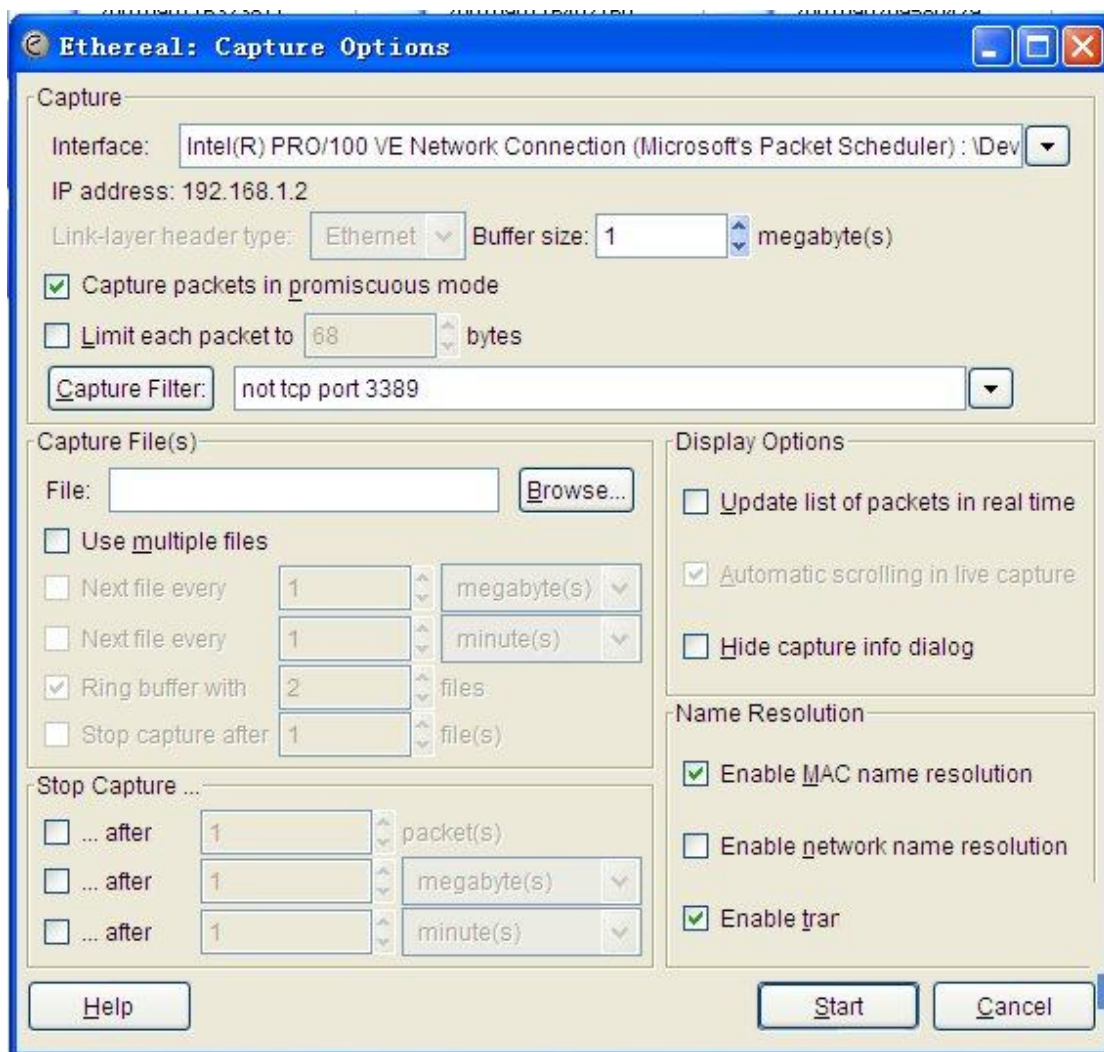 Ethereal: Capture Options
Capture
Interface: Intel(R) PRO/100 VE Network Connection (Microsoft's Packet Scheduler) : \Dev
IP address: 192.168.1.2
Link-layer header type: Ethernet Buffer size: 1 megabyte(s)
Capture packets in promiscuous mode
Limit each packet to 68 bytes
Capture Filter: not tcp port 3389
Capture File(s)
File: Browse...
Use multiple files
Next file every 1 megabyte(s)
Next file every 1 minute(s)
Ring buffer with 2 files
Stop capture after 1 file(s)
Stop Capture ...
... after 1 packet(s)
... after 1 megabyte(s)
... after 1 minute(s)
Display Options
Update list of packets in real time
Automatic scrolling in live capture
Hide capture info dialog
Name Resolution
Enable MAC name resolution
Enable network name resolution
Enable tran
Help Start Cancel